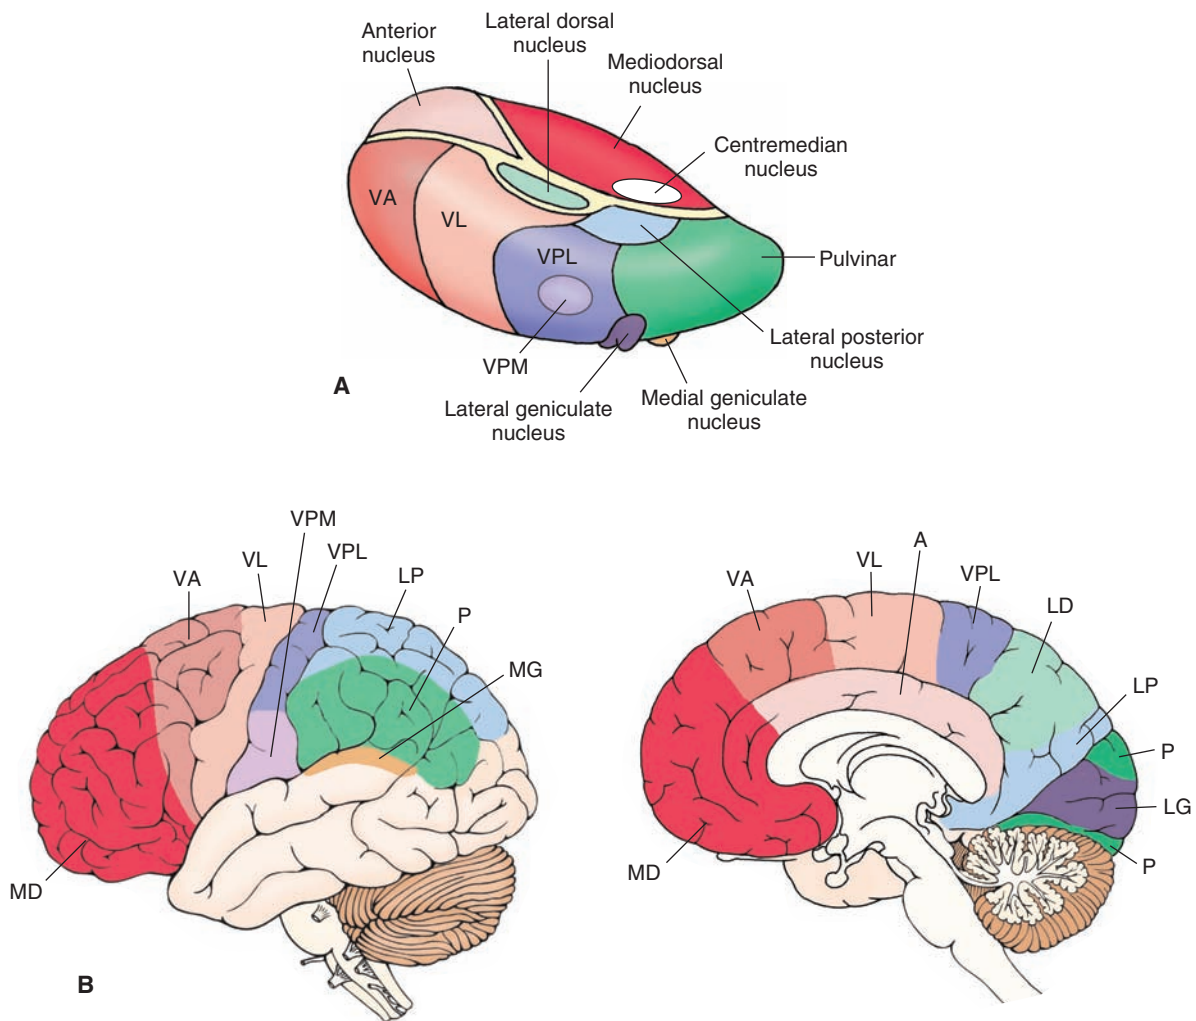 Anterior
nucleus
Lateral dorsal
nucleus
Mediodorsal
nucleus
Centremedian
nucleus
VA
VL
VPL
Pulvinar
VPM
Lateral posterior
nucleus
A
Lateral geniculate
nucleus
Medial geniculate
nucleus
VPM
VL
VPL
VA
LP
P
MG
MD
B
A
VL
VA
VPL
LD
LP
P
LG
MD
P